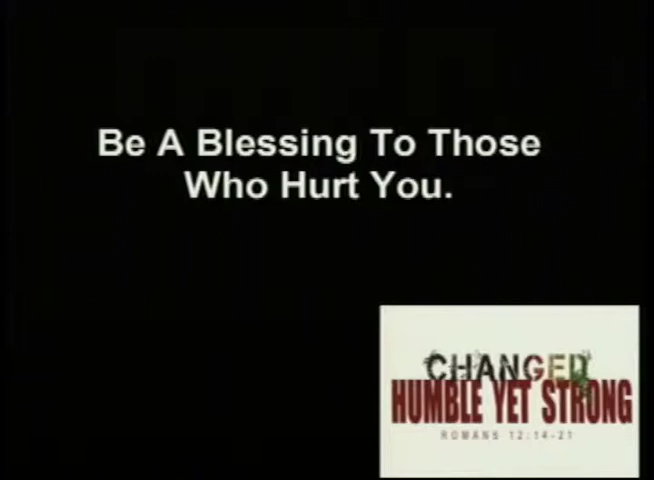 Be A Blessing To Those
Who Hurt You.
CHANGED
HUMBLE YET STRONG
ROMANS 12:14-21